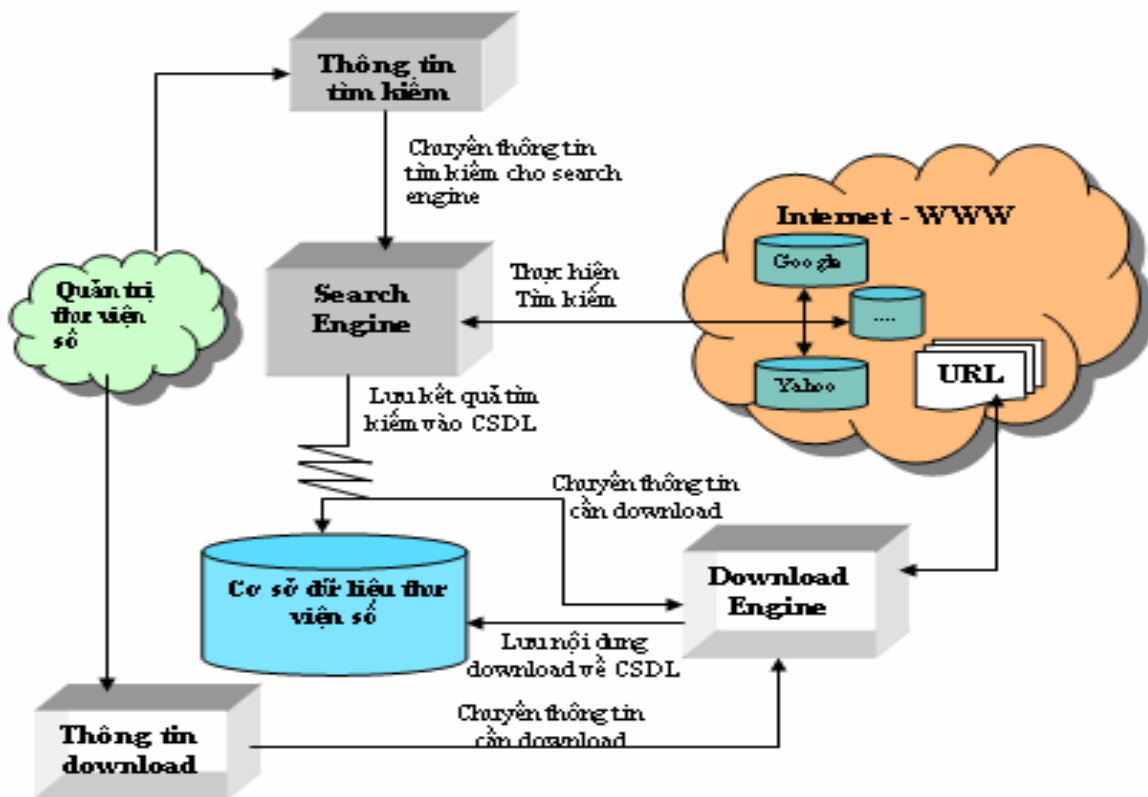 Thông tin
tìm kiếm
Chuyển thông tin
tìm kiếm cho search
engine
Internet - WWW
Google
Quản trị
thư viện
số
Search
Engine
Thực hiện
Tìm kiếm
....
Yahoo
URL
Lưu kết quả tìm
kiếm vào CSDL
Chuyển thông tin
cần download
Cơ sở dữ liệu thư
viện số
Download
Engine
Lưu nội dung
download về CSDL
Chuyển thông tin
cần download
Thông tin
download